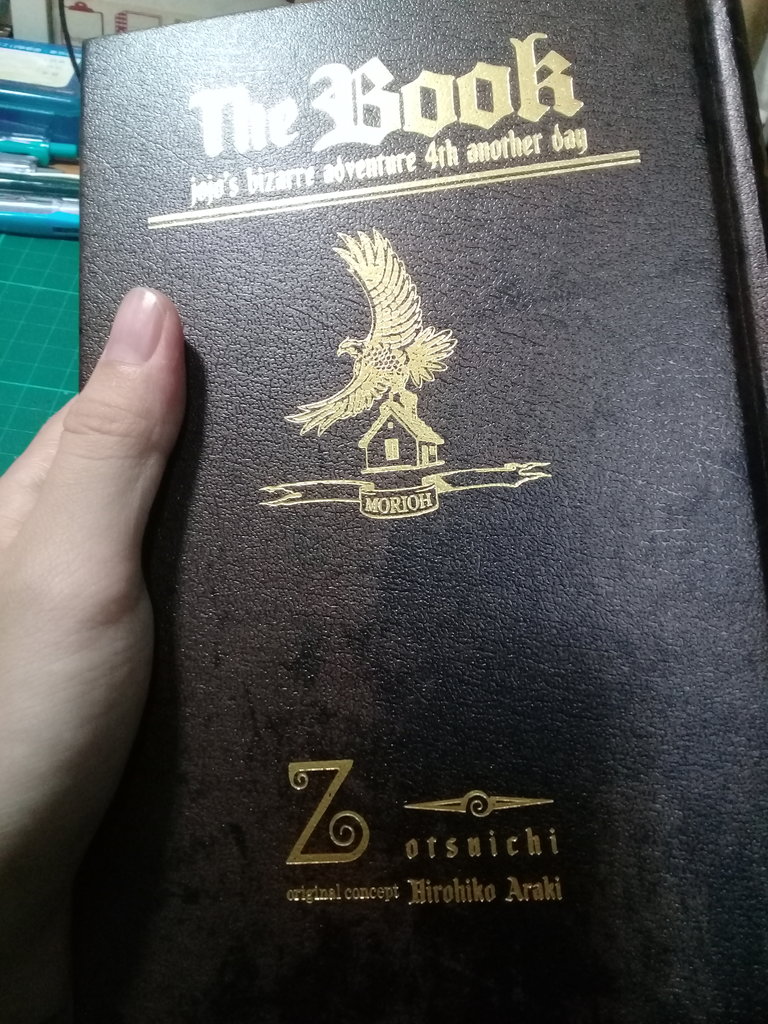 The Book
jojo's bizarre adventure 4th another day
MORIOH
Z
otsuichi
original concept Hirohiko Araki